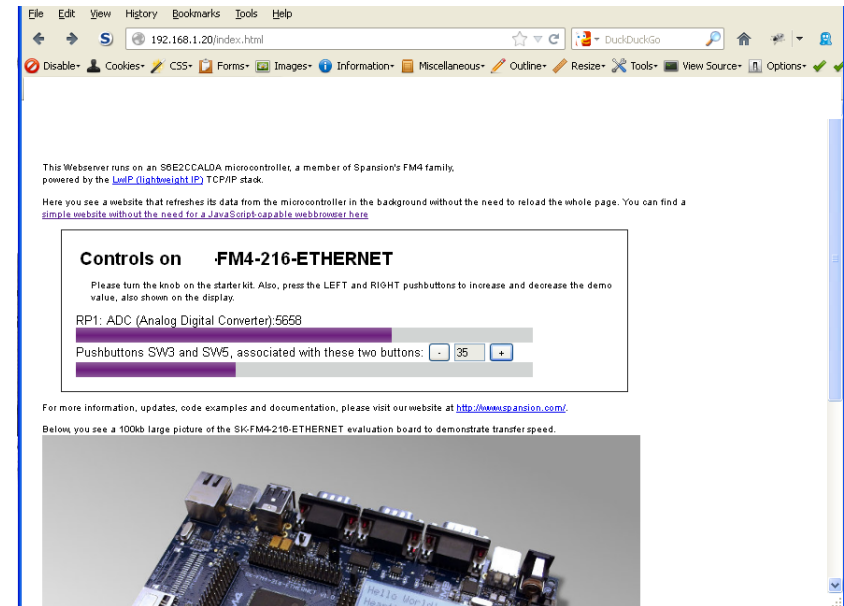 File Edit View History Bookmarks Tools Help
192.168.1.20/index.html DuckDuckGo
Disable Cookies CSS Forms Images Information Miscellaneous Outline Resize Tools View Source Options
This Webserver runs on an S6E2CCAL0A microcontroller, a member of Spansion's FM4 family,
powered by the LwIP (lightweight IP) TCP/IP stack.
Here you see a website that refreshes its data from the microcontroller in the background without the need to reload the whole page. You can find a
simple website without the need for a JavaScript-capable webbrowser here
Controls on -FM4-216-ETHERNET
Please turn the knob on the starterkit. Also, press the LEFT and RIGHT pushbuttons to increase and decrease the demo
value, also shown on the display.
RP1: ADC (Analog Digital Converter):5658
Pushbuttons SW3 and SW5, associated with these two buttons: - 35 +
For more information, updates, code examples and documentation, please visit our website at http://www.spansion.com/.
Below, you see a 100kb large picture of the SK-FM4-216-ETHERNET evaluation board to demonstrate transfer speed.
SK-FM4-216-ETHERNET
Hello World!